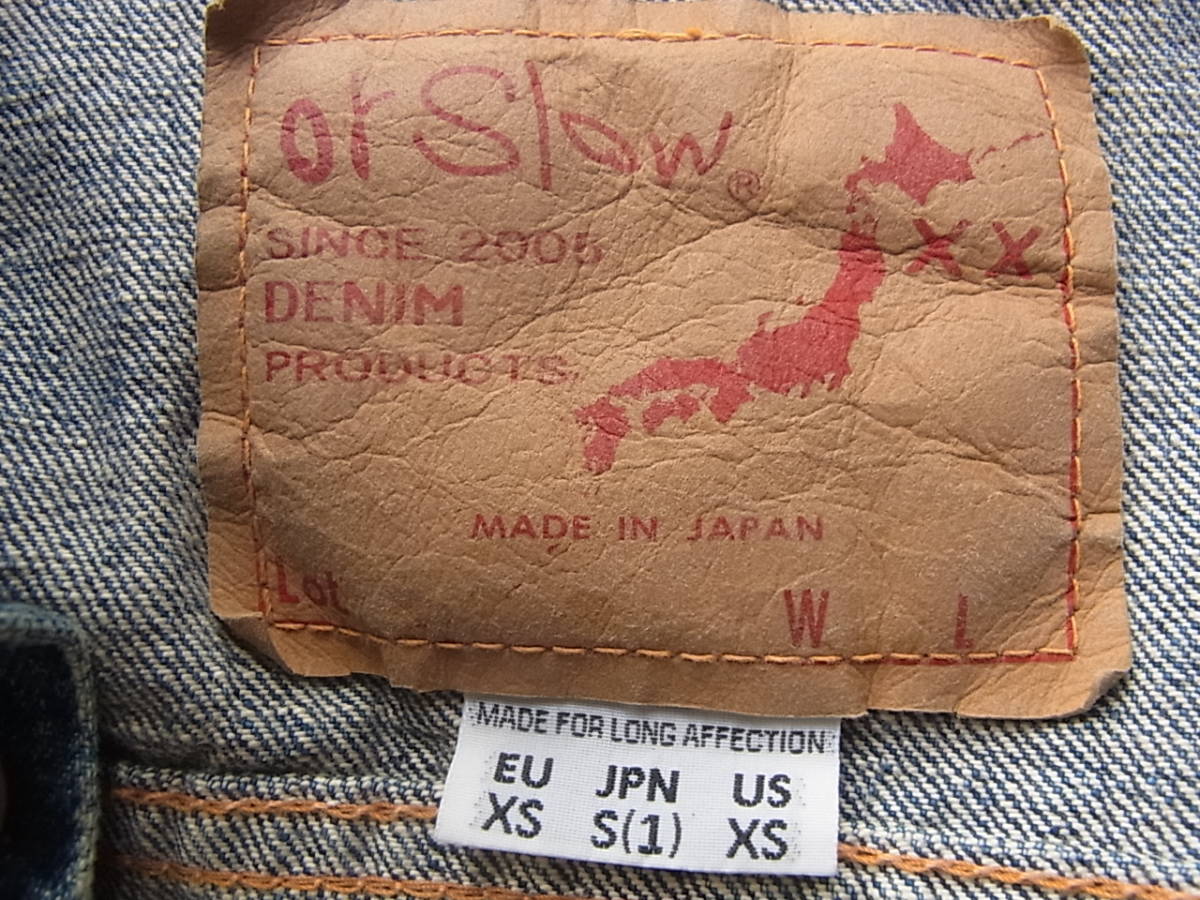 orSlow®
SINCE 2005
DENIM
PRODUCTS
XX
MADE IN JAPAN
Lot
W L
MADE FOR LONG AFFECTION
EU JPN US
XS S(1) XS